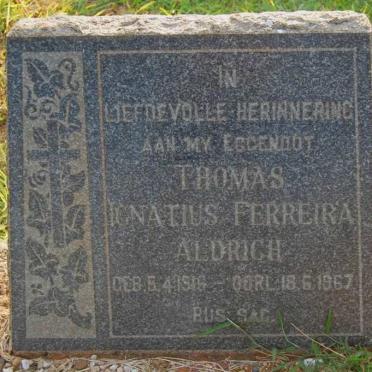 IN
LIEFDEVOLLE HERINNERING
AAN MY EGGENOOT
THOMAS
IGNATIUS FERREIRA
ALDRICH
GEB. 5.4.1916 - OORL. 18.6.1967
RUS SAG.